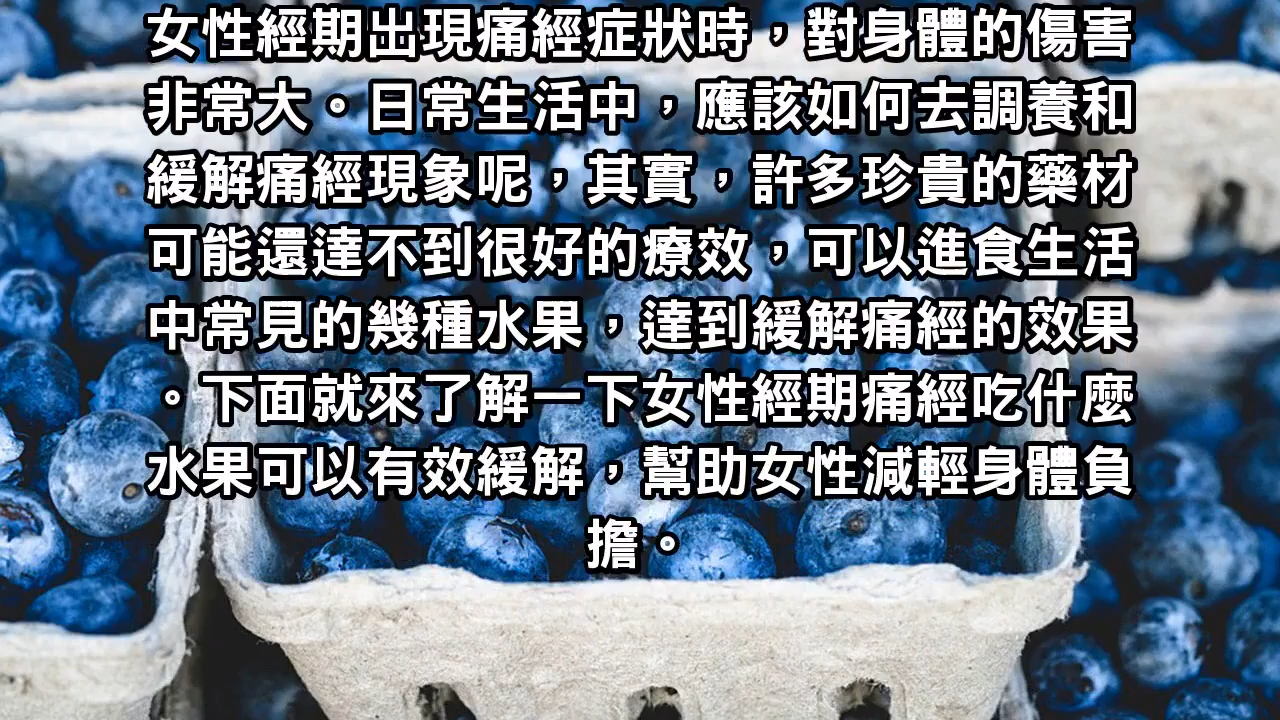 女性經期出現痛經症狀時，對身體的傷害
非常大。日常生活中，應該如何去調養和
緩解痛經現象呢，其實，許多珍貴的藥材
可能還達不到很好的療效，可以進食生活
中常見的幾種水果，達到緩解痛經的效果
。下面就來了解一下女性經期痛經吃什麼
水果可以有效緩解，幫助女性減輕身體負
擔。